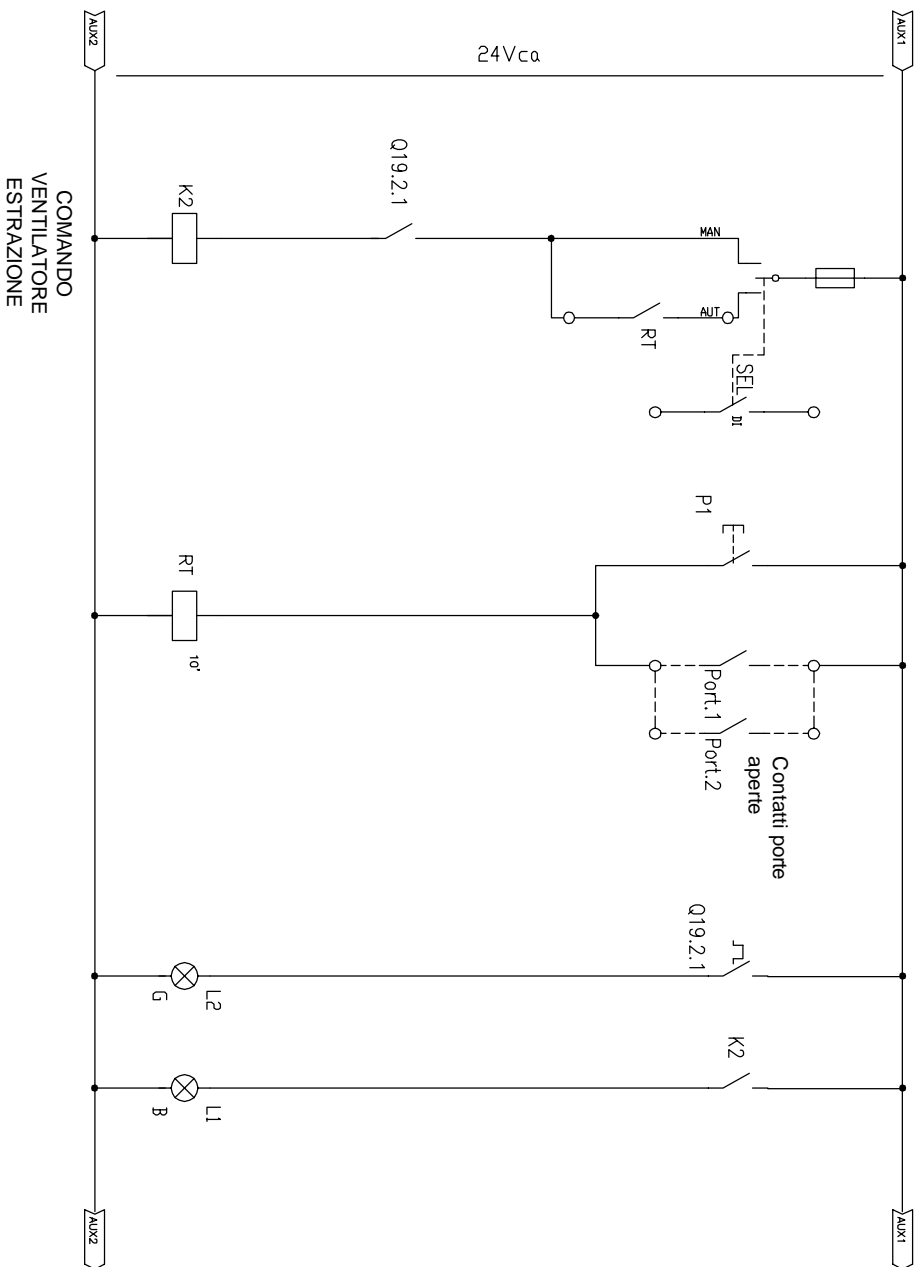 AUX2
AUX1
24Vca
Q19.2.1
K2
MAN
AUT
RT
SEL
DI
COMANDO
VENTILATORE
ESTRAZIONE
P1
RT
10'
Port.1
Port.2
Contatti porte
aperte
Q19.2.1
L2
G
K2
L1
B
AUX2
AUX1